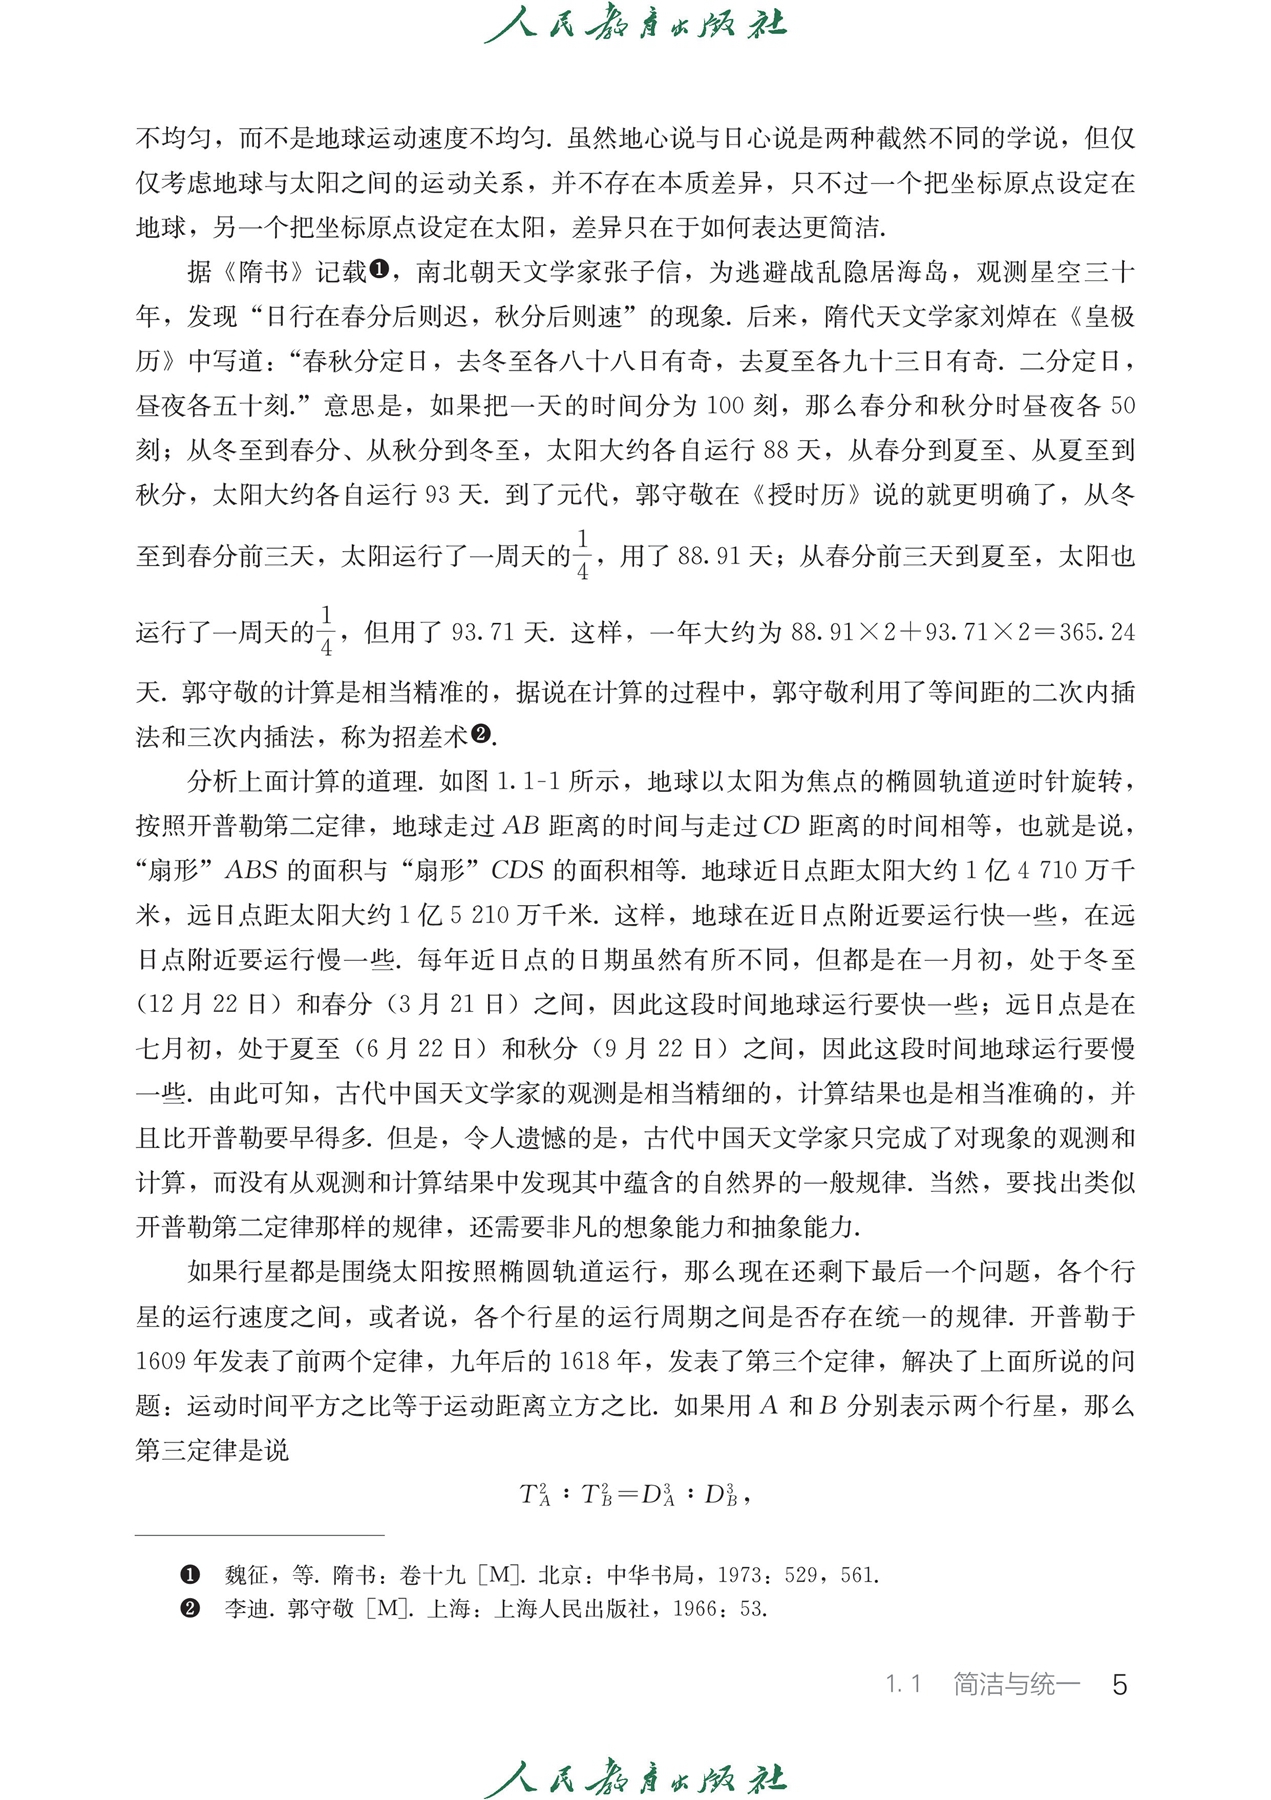 人民教育出版社
不均匀，而不是地球运动速度不均匀. 虽然地心说与日心说是两种截然不同的学说，但仅
仅考虑地球与太阳之间的运动关系，并不存在本质差异，只不过一个把坐标原点设定在
地球，另一个把坐标原点设定在太阳，差异只在于如何表达更简洁.
据《隋书》记载❶，南北朝天文学家张子信，为逃避战乱隐居海岛，观测星空三十
年，发现“日行在春分后则迟，秋分后则速”的现象. 后来，隋代天文学家刘焯在《皇极
历》中写道：“春秋分定日，去冬至各八十八日有奇，去夏至各九十三日有奇. 二分定日，
昼夜各五十刻.”意思是，如果把一天的时间分为 100 刻，那么春分和秋分时昼夜各 50
刻；从冬至到春分、从秋分到冬至，太阳大约各自运行 88 天，从春分到夏至、从夏至到
秋分，太阳大约各自运行 93 天. 到了元代，郭守敬在《授时历》说的就更明确了，从冬
至到春分前三天，太阳运行了一周天的1/4，用了 88.91 天；从春分前三天到夏至，太阳也
运行了一周天的1/4，但用了 93.71 天. 这样，一年大约为 88.91×2+93.71×2=365.24
天. 郭守敬的计算是相当精准的，据说在计算的过程中，郭守敬利用了等间距的二次内插
法和三次内插法，称为招差术❷.
分析上面计算的道理. 如图 1.1-1 所示，地球以太阳为焦点的椭圆轨道逆时针旋转，
按照开普勒第二定律，地球走过 AB 距离的时间与走过 CD 距离的时间相等，也就是说，
“扇形”ABS 的面积与“扇形”CDS 的面积相等. 地球近日点距太阳大约 1 亿 4 710 万千
米，远日点距太阳大约 1 亿 5 210 万千米. 这样，地球在近日点附近要运行快一些，在远
日点附近要运行慢一些. 每年近日点的日期虽然有所不同，但都是在一月初，处于冬至
（12 月 22 日）和春分（3 月 21 日）之间，因此这段时间地球运行要快一些；远日点是在
七月初，处于夏至（6 月 22 日）和秋分（9 月 22 日）之间，因此这段时间地球运行要慢
一些. 由此可知，古代中国天文学家的观测是相当精细的，计算结果也是相当准确的，并
且比开普勒要早得多. 但是，令人遗憾的是，古代中国天文学家只完成了对现象的观测和
计算，而没有从观测和计算结果中发现其中蕴含的自然界的一般规律. 当然，要找出类似
开普勒第二定律那样的规律，还需要非凡的想象能力和抽象能力.
如果行星都是围绕太阳按照椭圆轨道运行，那么现在还剩下最后一个问题，各个行
星的运行速度之间，或者说，各个行星的运行周期之间是否存在统一的规律. 开普勒于
1609 年发表了前两个定律，九年后的 1618 年，发表了第三个定律，解决了上面所说的问
题：运动时间平方之比等于运动距离立方之比. 如果用 A 和 B 分别表示两个行星，那么
第三定律是说
T_A^2 : T_B^2 = D_A^3 : D_B^3，
❶ 魏征，等. 隋书：卷十九［M］. 北京：中华书局，1973：529，561.
❷ 李迪. 郭守敬［M］. 上海：上海人民出版社，1966：53.
1.1 简洁与统一 5
人民教育出版社